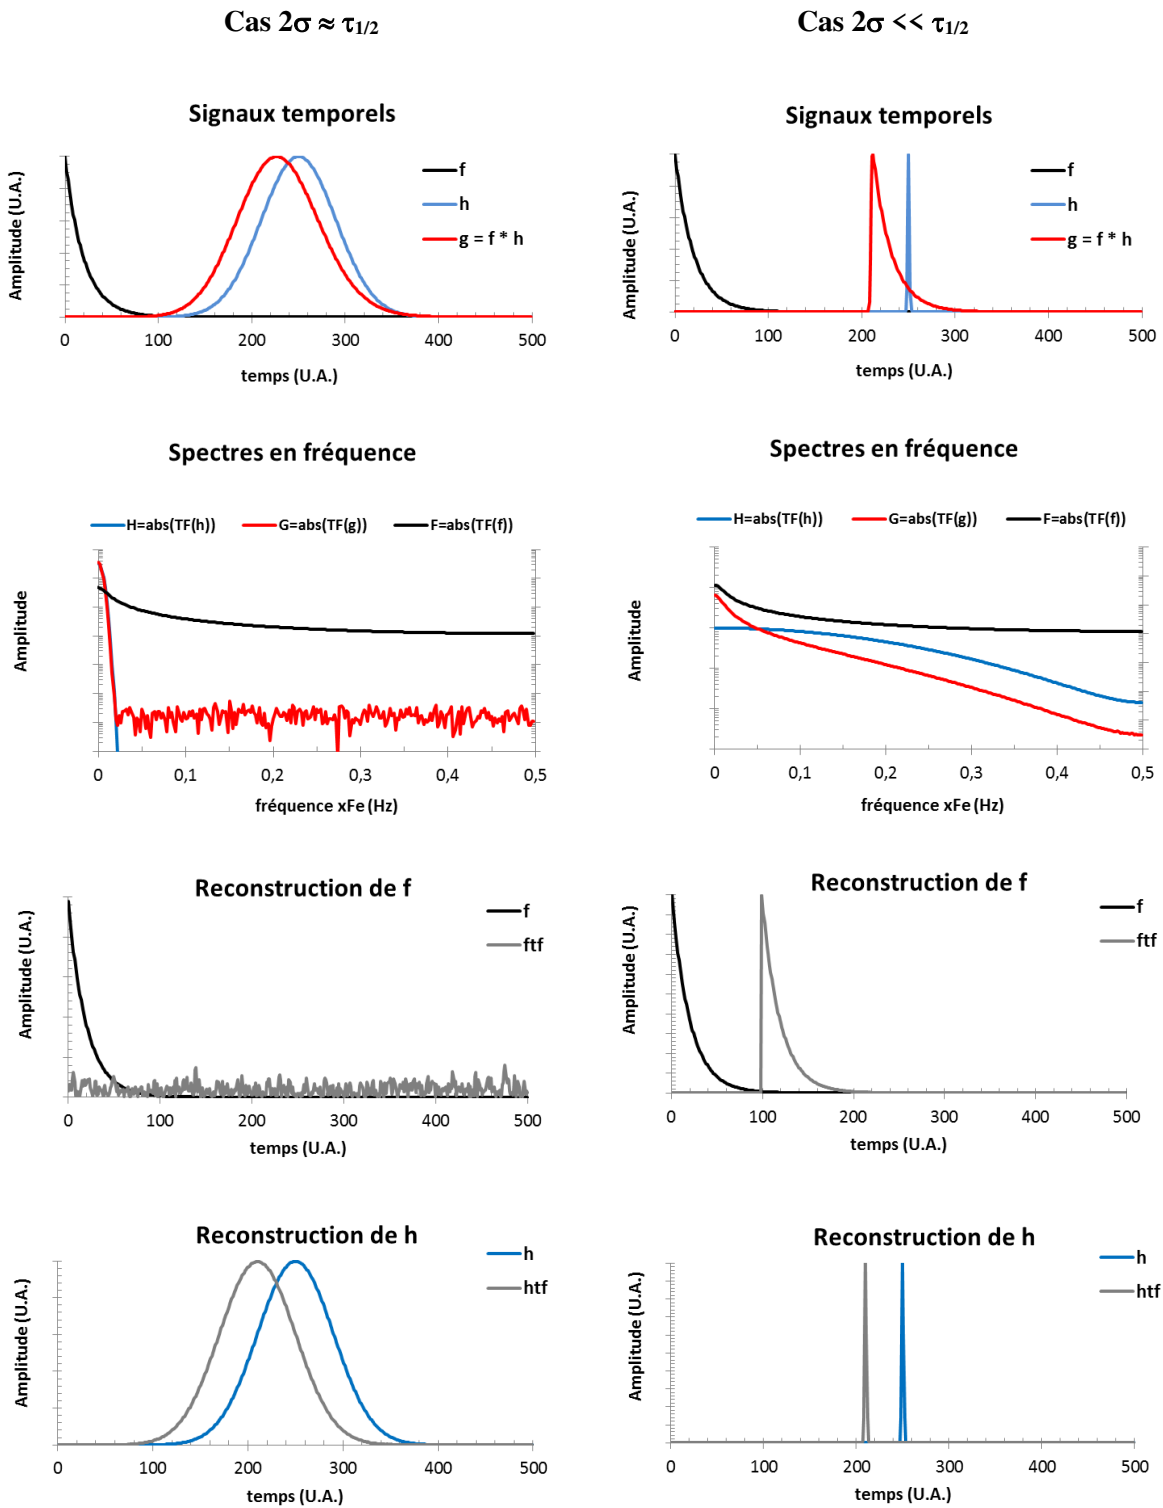 Cas 2σ ≈ τ1/2
Cas 2σ << τ1/2
Signaux temporels
f
h
g = f * h
Amplitude (U.A.)
0 100 200 300 400 500
temps (U.A.)
Signaux temporels
f
h
g = f * h
Amplitude (U.A.)
0 100 200 300 400 500
temps (U.A.)
Spectres en fréquence
H=abs(TF(h)) G=abs(TF(g)) F=abs(TF(f))
Amplitude
0 0,1 0,2 0,3 0,4 0,5
fréquence xFe (Hz)
Spectres en fréquence
H=abs(TF(h)) G=abs(TF(g)) F=abs(TF(f))
Amplitude
0 0,1 0,2 0,3 0,4 0,5
fréquence xFe (Hz)
Reconstruction de f
f
ftf
Amplitude (U.A.)
0 100 200 300 400 500
temps (U.A.)
Reconstruction de f
f
ftf
Amplitude (U.A.)
0 100 200 300 400 500
temps (U.A.)
Reconstruction de h
h
htf
Amplitude (U.A.)
0 100 200 300 400 500
temps (U.A.)
Reconstruction de h
h
htf
Amplitude (U.A.)
0 100 200 300 400 500
temps (U.A.)